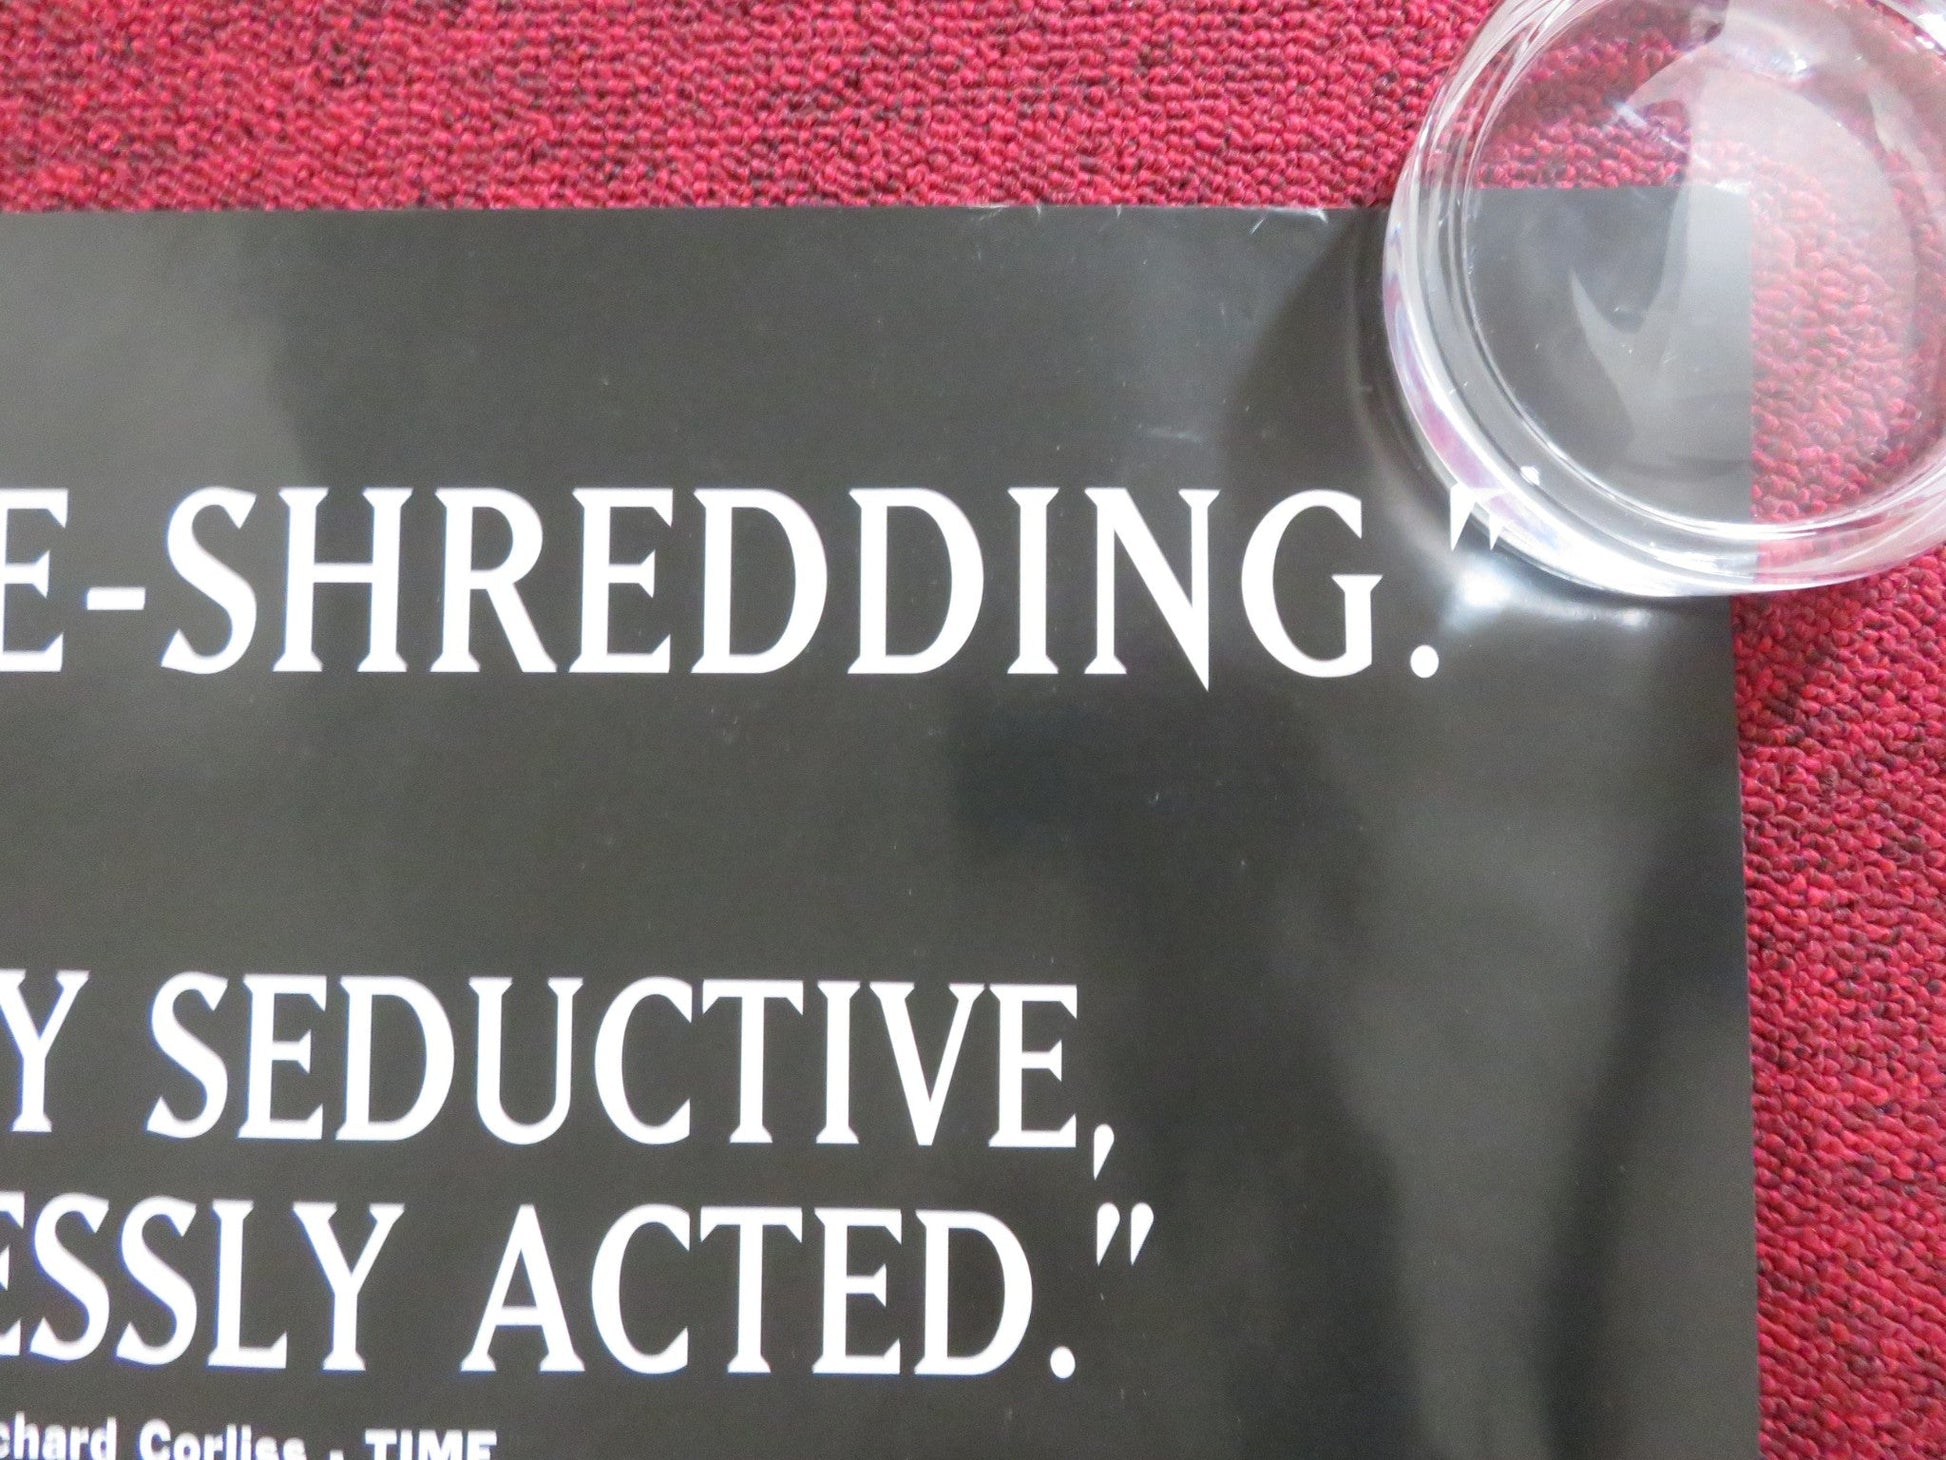 E-SHREDDING."
Y SEDUCTIVE,
ESSLY ACTED."
chard Corliss - TIME